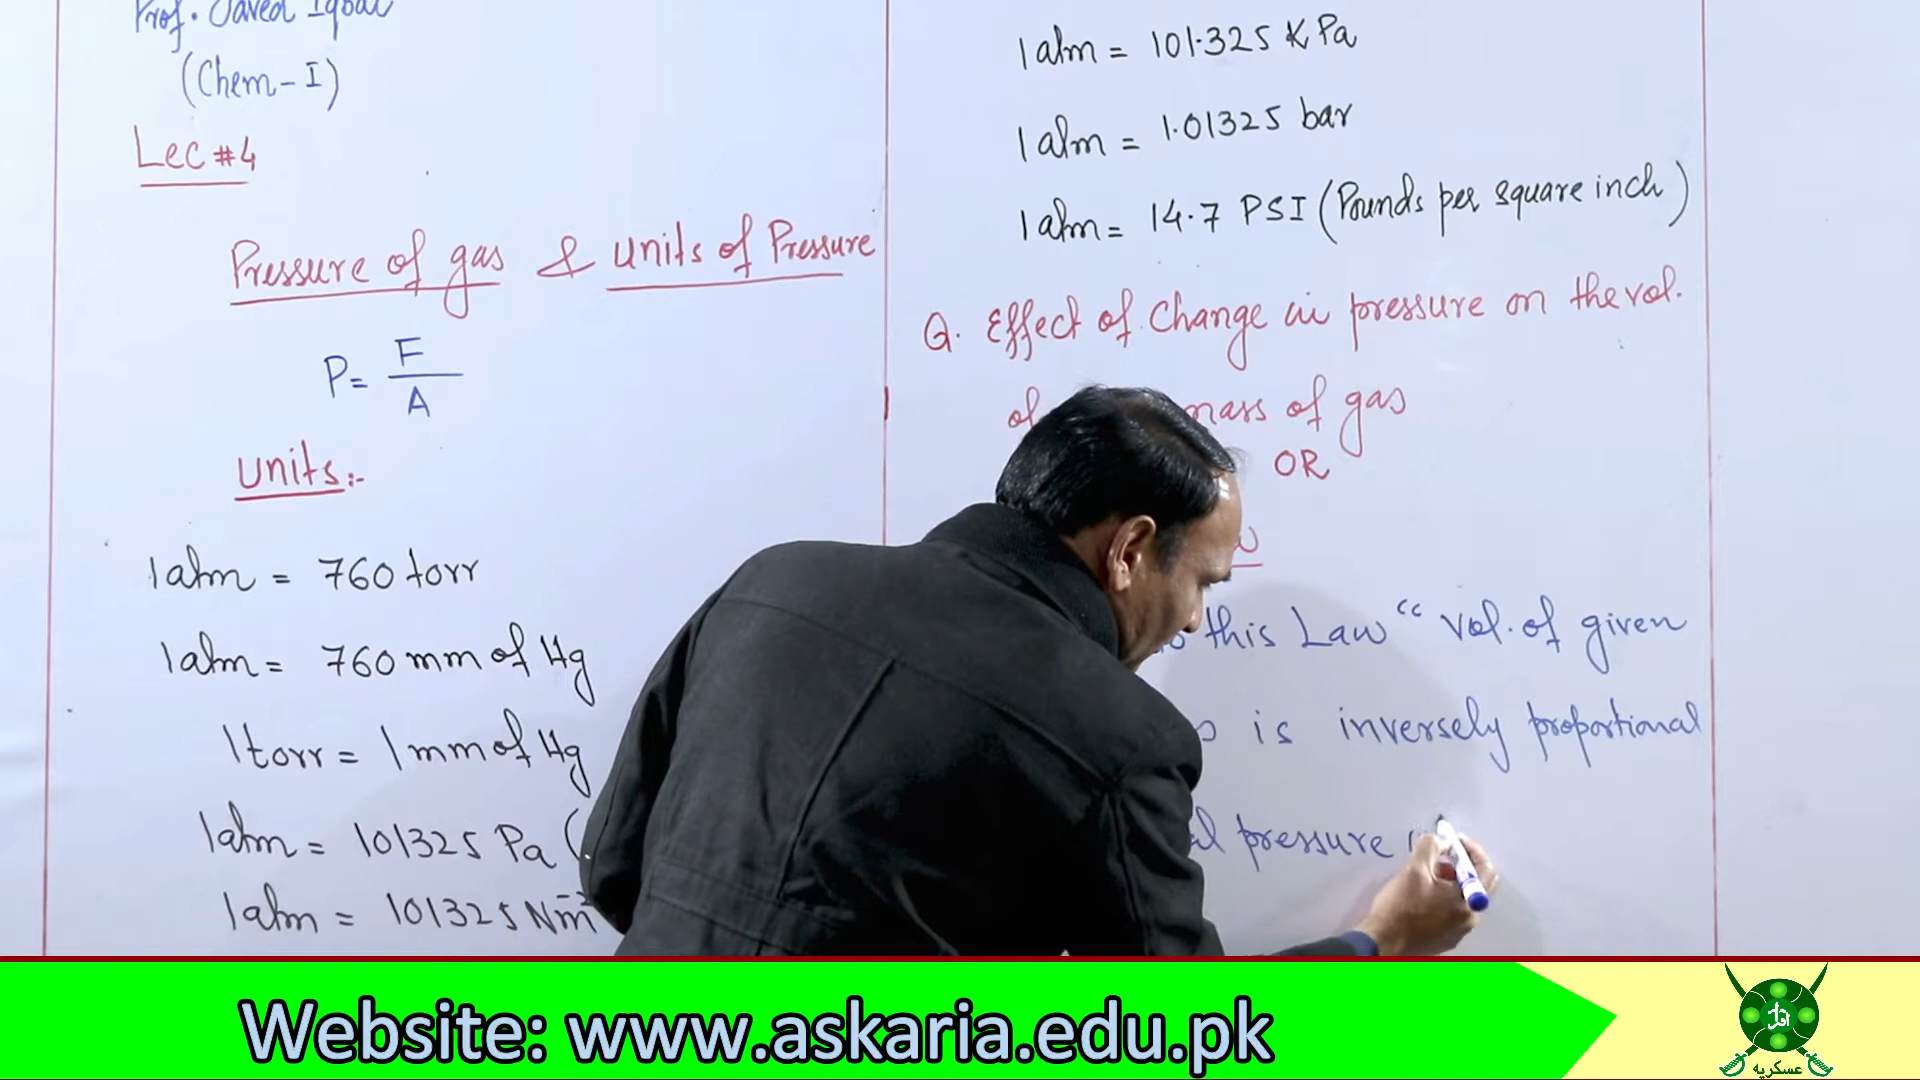 Prof. Javed Iqbal
(Chem-I)
Lec #4
Pressure of gas & units of Pressure
P = F
A
units:-
1 atm = 760 torr
1 atm = 760 mm of Hg
1 torr = 1 mm of Hg
1 atm = 101325 Pa (
1 atm = 101325 Nm⁻²
1 atm = 101.325 KPa
1 atm = 1.01325 bar
1 atm = 14.7 PSI (Pounds per square inch)
Q. Effect of change in pressure on the vol.
of mass of gas
OR
this Law “ Vol. of given
is inversely proportional
pressure
Website: www.askaria.edu.pk
اقرا
عسکریہ